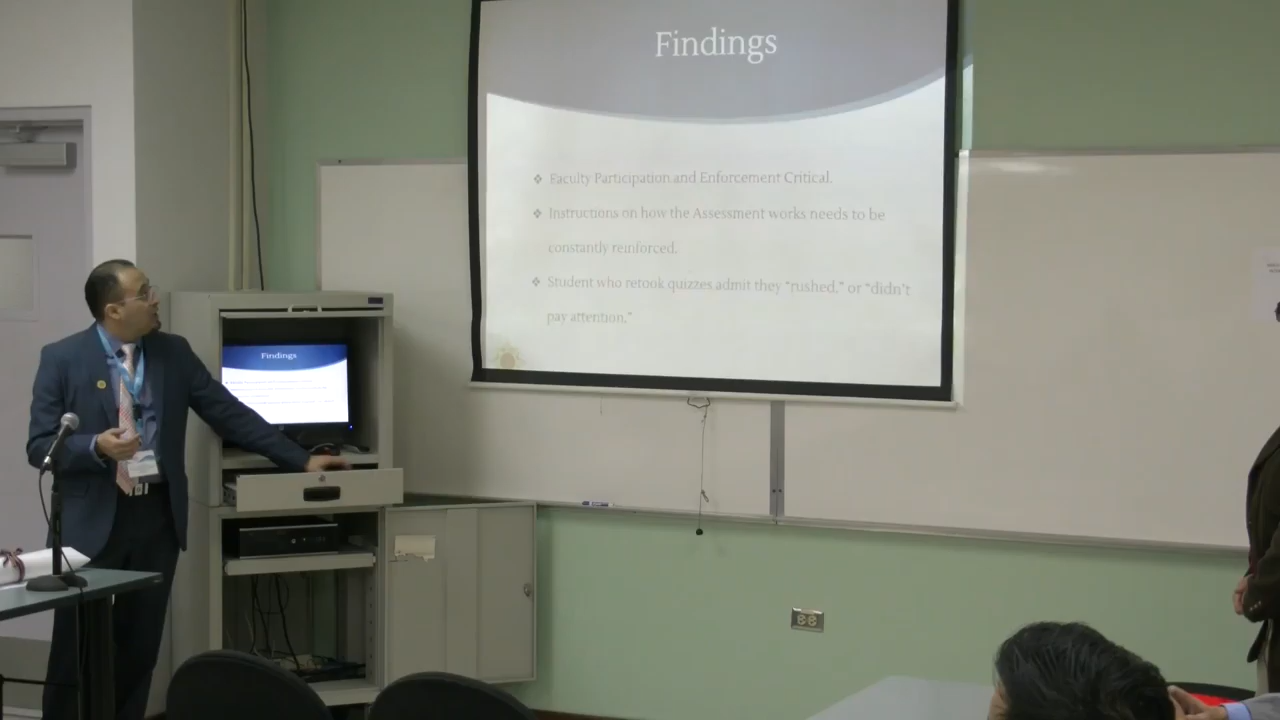 Findings
❖ Faculty Participation and Enforcement Critical.
❖ Instructions on how the Assessment works needs to be
constantly reinforced.
❖ Student who retook quizzes admit they “rushed,” or “didn’t
pay attention.”
Findings